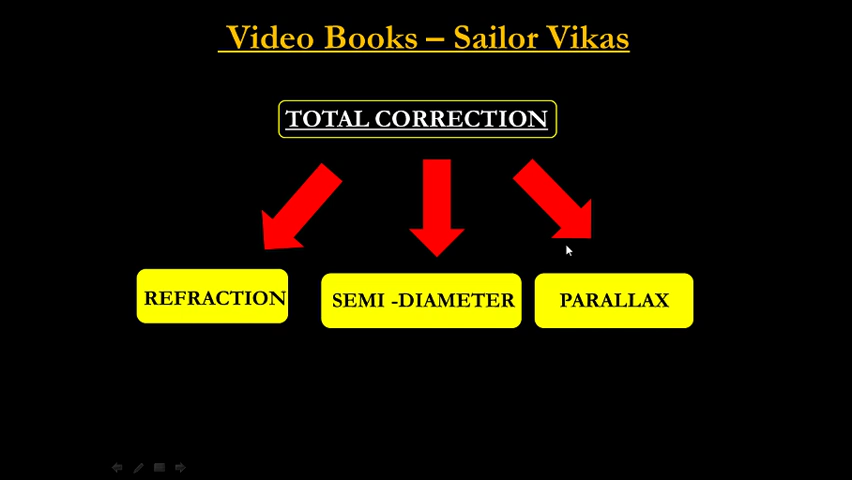 Video Books – Sailor Vikas
TOTAL CORRECTION
REFRACTION
SEMI -DIAMETER
PARALLAX